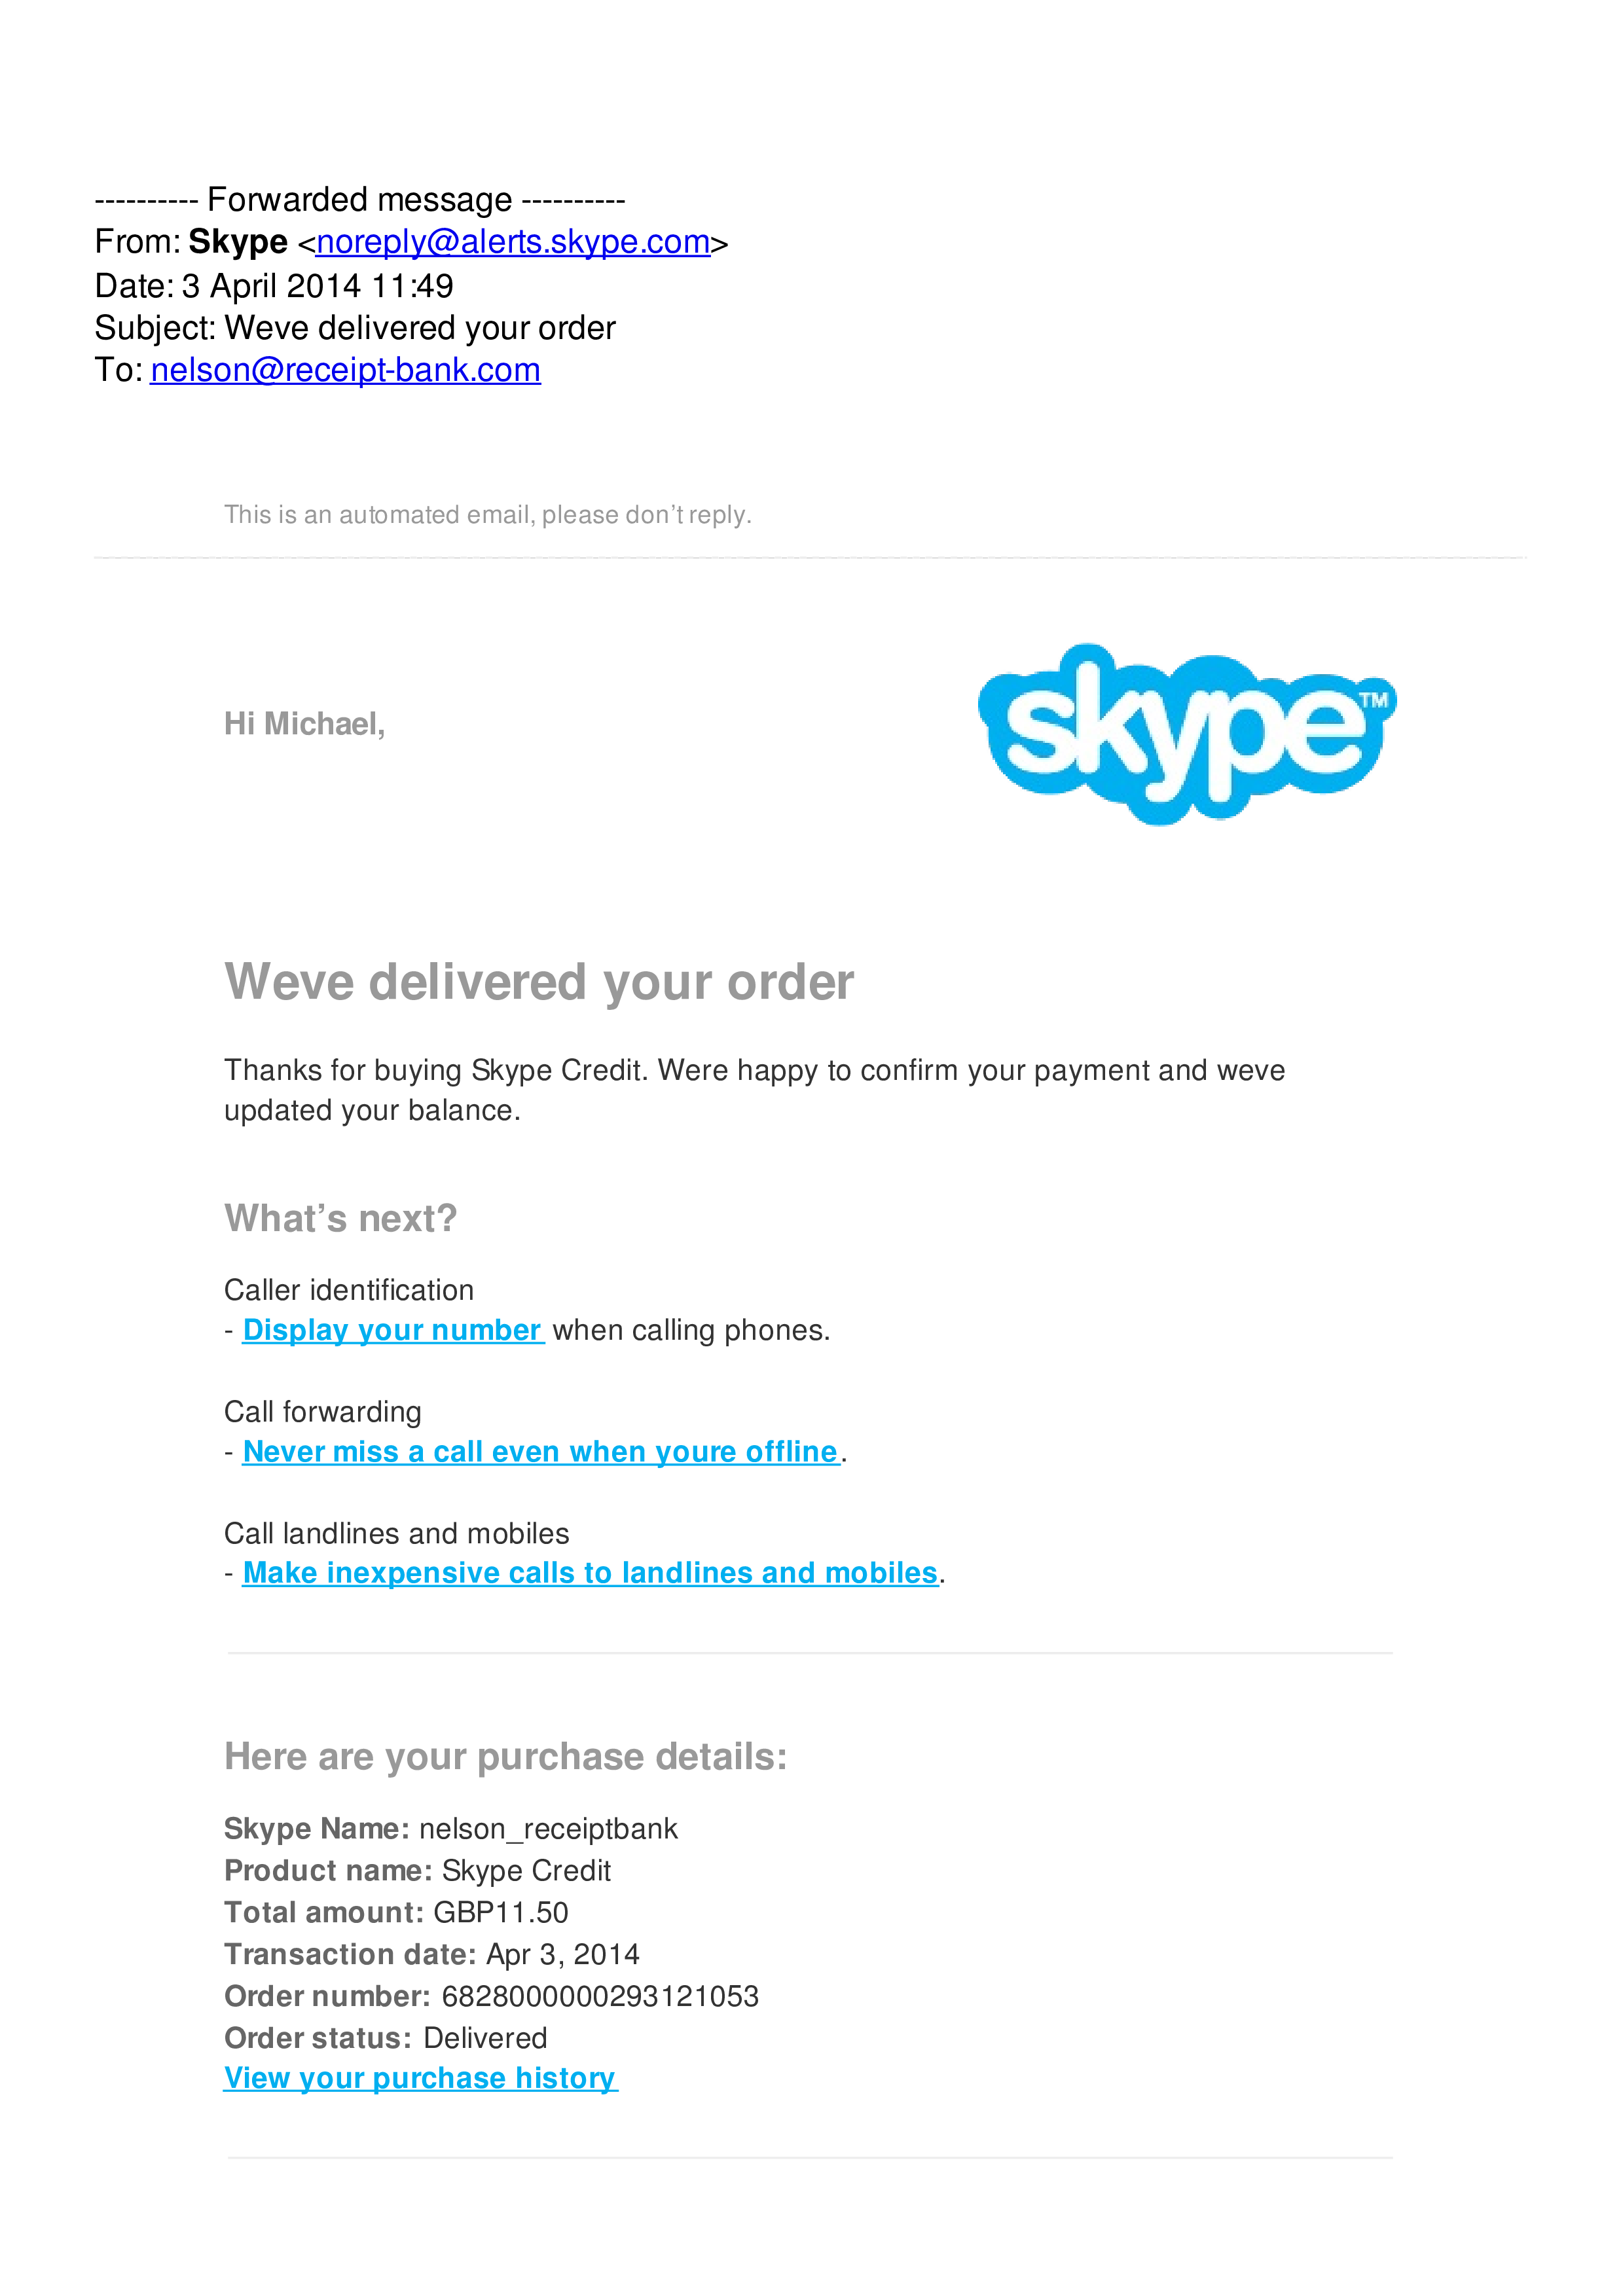 ---------- Forwarded message ----------
From: Skype <noreply@alerts.skype.com>
Date: 3 April 2014 11:49
Subject: Weve delivered your order
To: nelson@receipt-bank.com
This is an automated email, please don’t reply.
Hi Michael,
skype™
Weve delivered your order
Thanks for buying Skype Credit. Were happy to confirm your payment and weve
updated your balance.
What’s next?
Caller identification
- Display your number when calling phones.
Call forwarding
- Never miss a call even when youre offline.
Call landlines and mobiles
- Make inexpensive calls to landlines and mobiles.
Here are your purchase details:
Skype Name: nelson_receiptbank
Product name: Skype Credit
Total amount: GBP11.50
Transaction date: Apr 3, 2014
Order number: 6828000000293121053
Order status: Delivered
View your purchase history